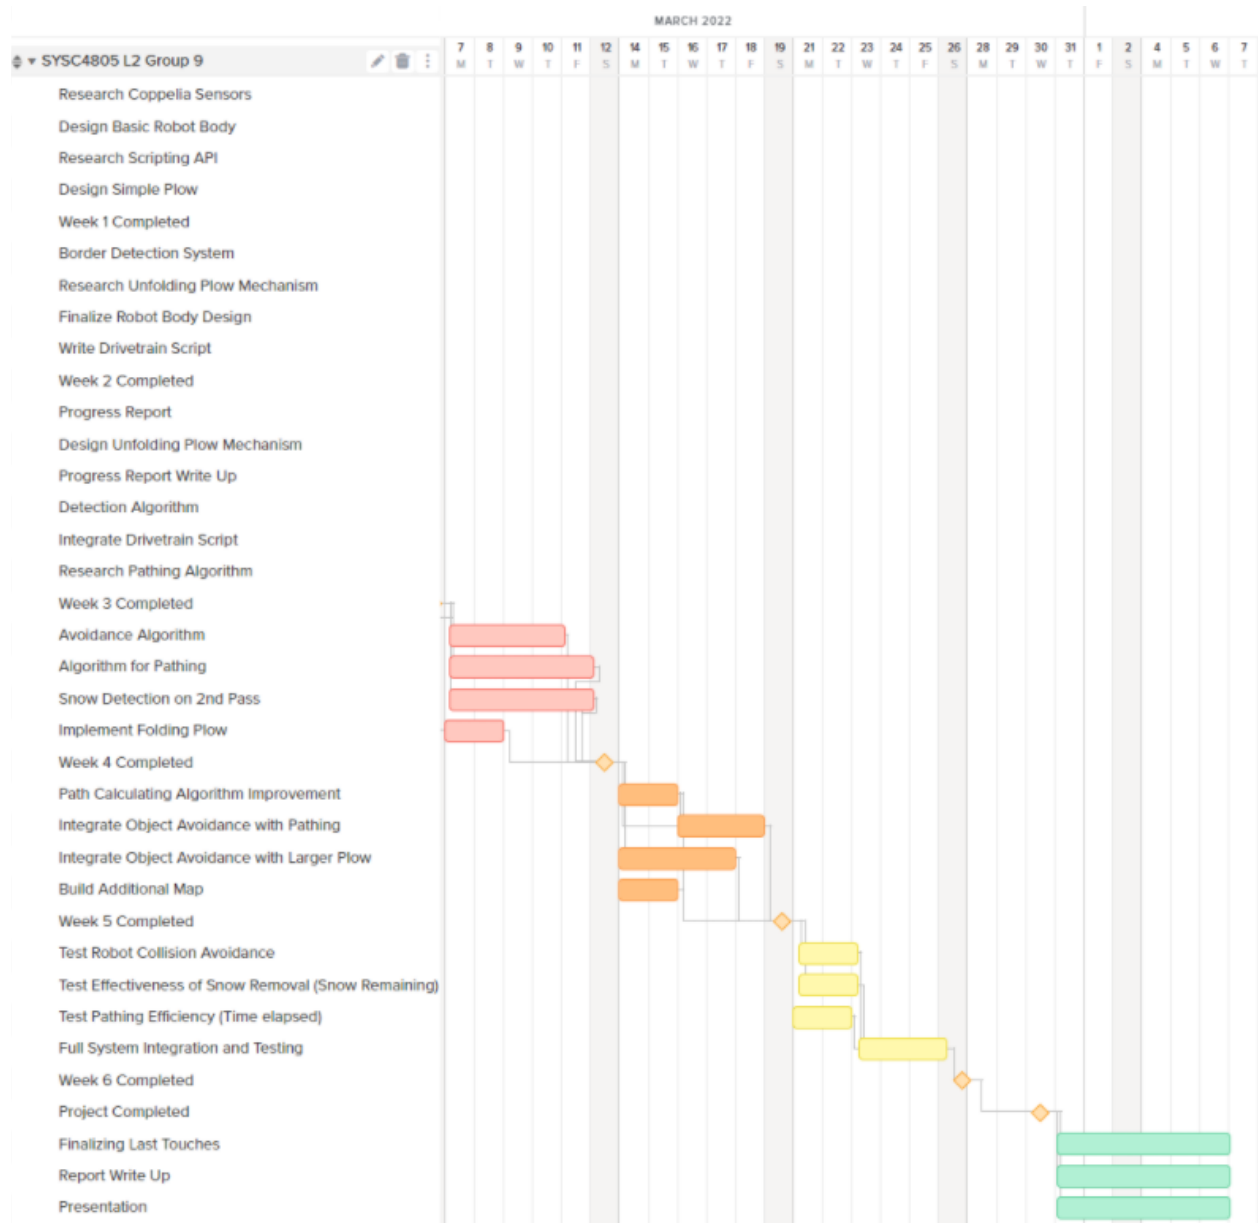 MARCH 2022
7 8 9 10 11 12 14 15 16 17 18 19 21 22 23 24 25 26 28 29 30 31 1 2 4 5 6 7
SYSC4805 L2 Group 9
M T W T F S M T W T F S M T W T F S M T W T F S M T W T
Research Coppelia Sensors
Design Basic Robot Body
Research Scripting API
Design Simple Plow
Week 1 Completed
Border Detection System
Research Unfolding Plow Mechanism
Finalize Robot Body Design
Write Drivetrain Script
Week 2 Completed
Progress Report
Design Unfolding Plow Mechanism
Progress Report Write Up
Detection Algorithm
Integrate Drivetrain Script
Research Pathing Algorithm
Week 3 Completed
Avoidance Algorithm
Algorithm for Pathing
Snow Detection on 2nd Pass
Implement Folding Plow
Week 4 Completed
Path Calculating Algorithm Improvement
Integrate Object Avoidance with Pathing
Integrate Object Avoidance with Larger Plow
Build Additional Map
Week 5 Completed
Test Robot Collision Avoidance
Test Effectiveness of Snow Removal (Snow Remaining)
Test Pathing Efficiency (Time elapsed)
Full System Integration and Testing
Week 6 Completed
Project Completed
Finalizing Last Touches
Report Write Up
Presentation